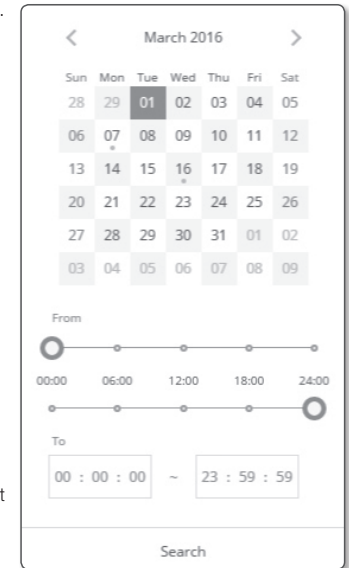 .
March 2016
Sun Mon Tue Wed Thu Fri Sat
28 29 01 02 03 04 05
06 07 08 09 10 11 12
13 14 15 16 17 18 19
20 21 22 23 24 25 26
27 28 29 30 31 01 02
03 04 05 06 07 08 09
From
00:00 06:00 12:00 18:00 24:00
To
00 : 00 : 00 ~ 23 : 59 : 59
t
Search